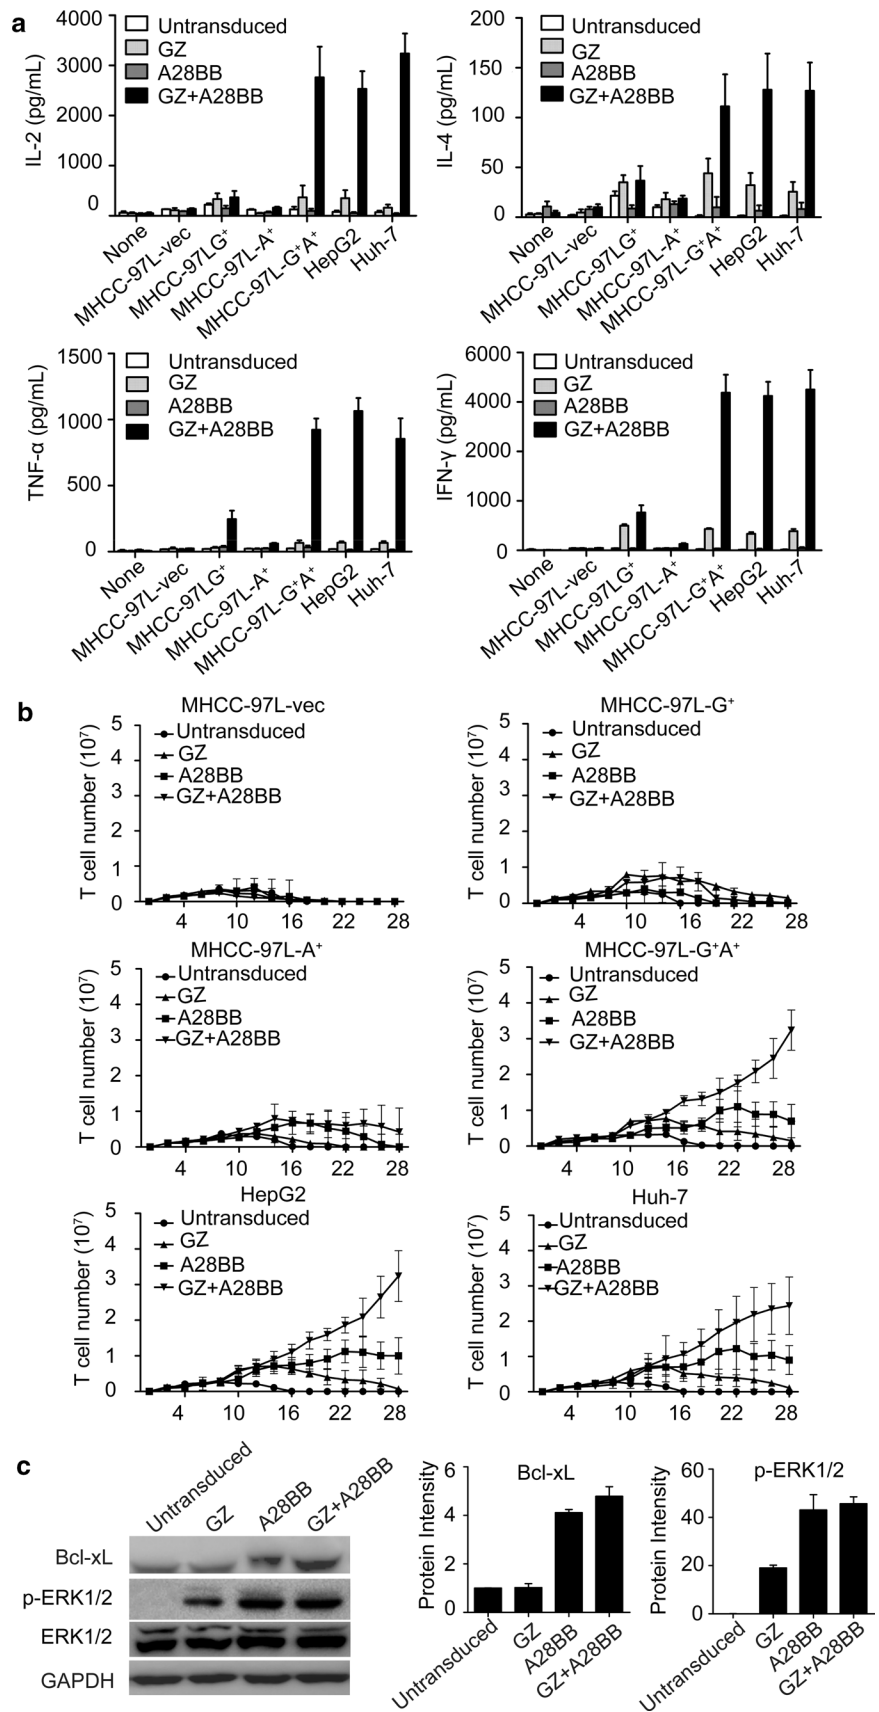 a
4000
3000
2000
1000
0
IL-2 (pg/mL)
Untransduced
GZ
A28BB
GZ+A28BB
None
MHCC-97L-vec
MHCC-97LG⁺
MHCC-97L-A⁺
MHCC-97L-G⁺A⁺
HepG2
Huh-7
200
150
100
50
0
IL-4 (pg/mL)
Untransduced
GZ
A28BB
GZ+A28BB
None
MHCC-97L-vec
MHCC-97LG⁺
MHCC-97L-A⁺
MHCC-97L-G⁺A⁺
HepG2
Huh-7
1500
1000
500
0
TNF-α (pg/mL)
Untransduced
GZ
A28BB
GZ+A28BB
None
MHCC-97L-vec
MHCC-97LG⁺
MHCC-97L-A⁺
MHCC-97L-G⁺A⁺
HepG2
Huh-7
6000
4000
2000
1000
0
IFN-γ (pg/mL)
Untransduced
GZ
A28BB
GZ+A28BB
None
MHCC-97L-vec
MHCC-97LG⁺
MHCC-97L-A⁺
MHCC-97L-G⁺A⁺
HepG2
Huh-7
b
MHCC-97L-vec
T cell number (10⁷)
5
4
3
2
1
0
Untransduced
GZ
A28BB
GZ+A28BB
4 10 16 22 28
MHCC-97L-G⁺
T cell number (10⁷)
5
4
3
2
1
0
Untransduced
GZ
A28BB
GZ+A28BB
4 10 16 22 28
MHCC-97L-A⁺
T cell number (10⁷)
5
4
3
2
1
0
Untransduced
GZ
A28BB
GZ+A28BB
4 10 16 22 28
MHCC-97L-G⁺A⁺
T cell number (10⁷)
5
4
3
2
1
0
Untransduced
GZ
A28BB
GZ+A28BB
4 10 16 22 28
HepG2
T cell number (10⁷)
5
4
3
2
1
0
Untransduced
GZ
A28BB
GZ+A28BB
4 10 16 22 28
Huh-7
T cell number (10⁷)
5
4
3
2
1
0
Untransduced
GZ
A28BB
GZ+A28BB
4 10 16 22 28
c
Untransduced
GZ
A28BB
GZ+A28BB
Bcl-xL
p-ERK1/2
ERK1/2
GAPDH
Bcl-xL
Protein Intensity
6
4
2
0
Untransduced
GZ
A28BB
GZ+A28BB
p-ERK1/2
Protein Intensity
60
40
20
0
Untransduced
GZ
A28BB
GZ+A28BB